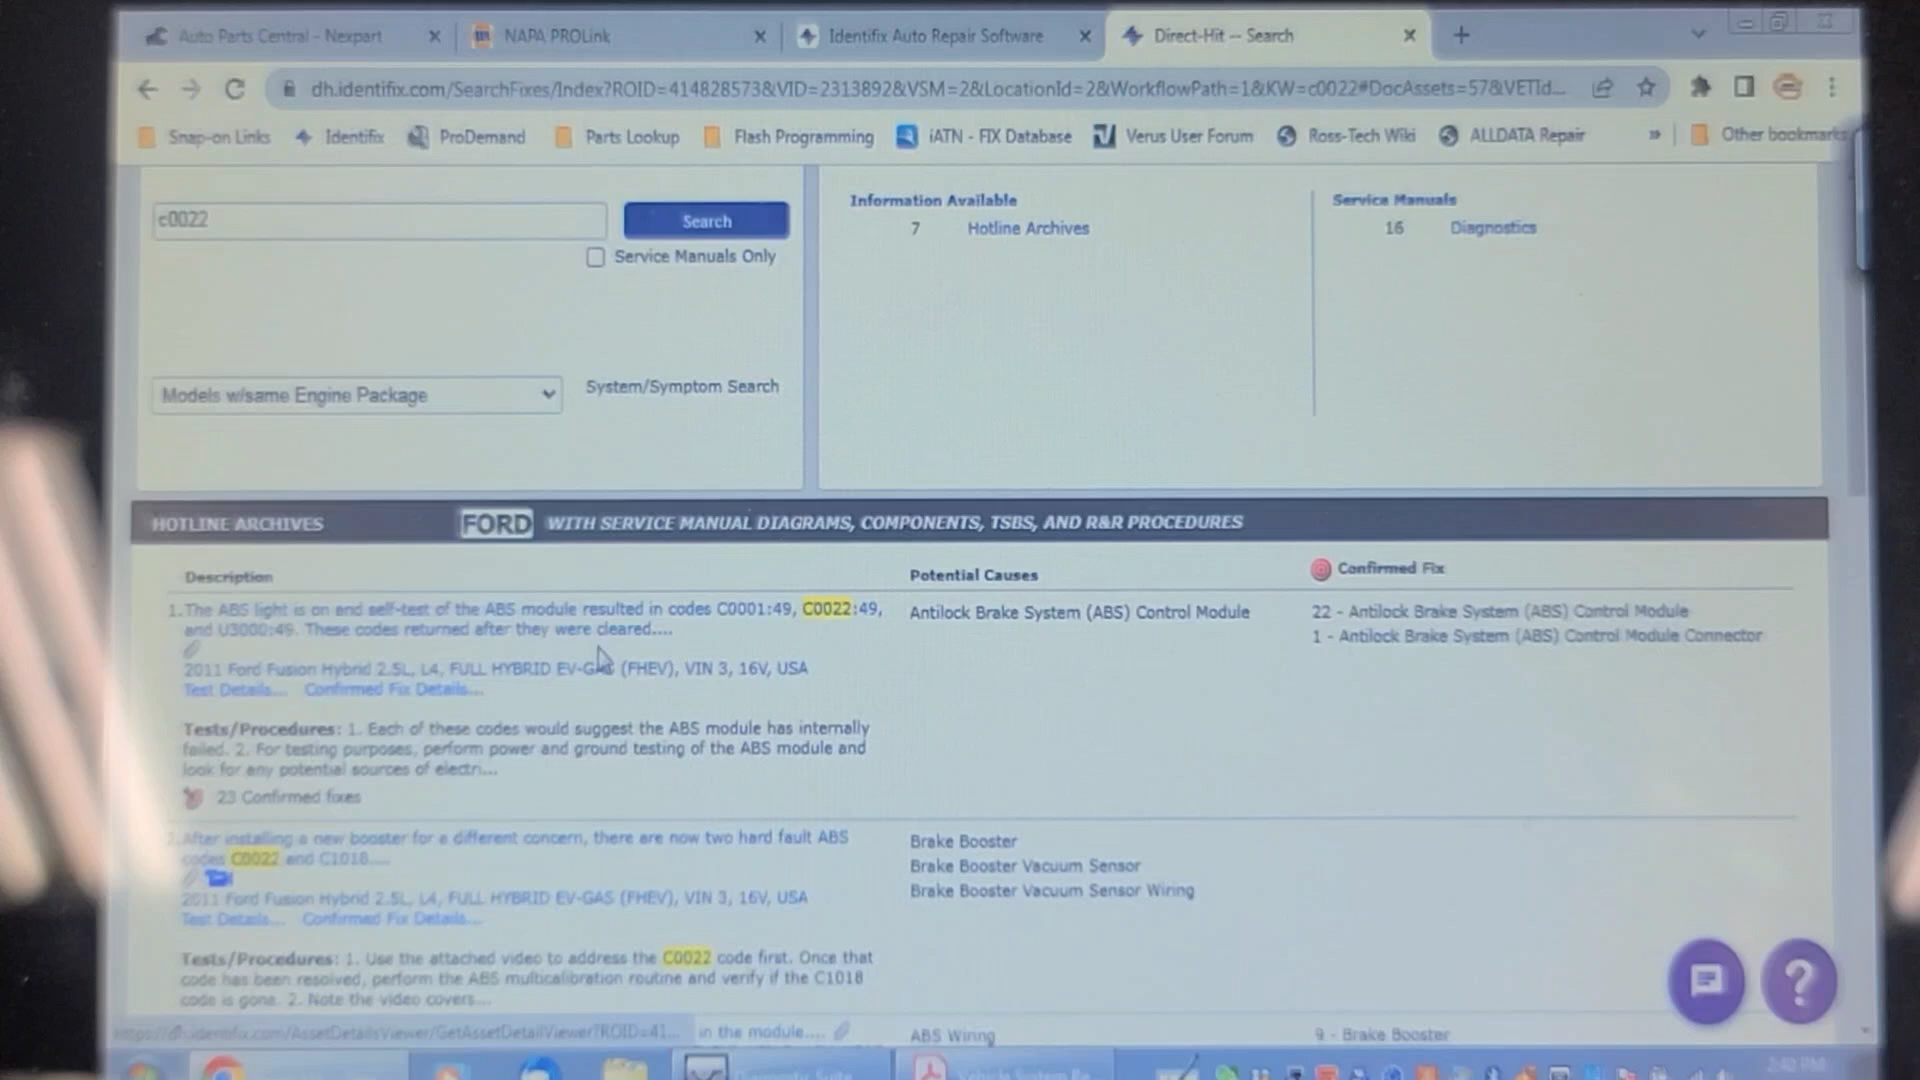 Auto Parts Central - Nexpart
NAPA PROLink
Identifix Auto Repair Software
Direct-Hit -- Search
dh.identifix.com/SearchFixes/Index?ROID=414828573&VID=2313892&VSM=2&LocationId=2&WorkflowPath=1&KW=c0022#DocAssets=57&VETId...
Snap-on Links
Identifix
ProDemand
Parts Lookup
Flash Programming
iATN - FIX Database
Verus User Forum
Ross-Tech Wiki
ALLDATA Repair
»
Other bookmarks
c0022
Search
Service Manuals Only
Models w/same Engine Package
System/Symptom Search
Information Available
7 Hotline Archives
Service Manuals
16 Diagnostics
HOTLINE ARCHIVES
FORD WITH SERVICE MANUAL DIAGRAMS, COMPONENTS, TSBS, AND R&R PROCEDURES
Description
Potential Causes
Confirmed Fix
1. The ABS light is on and self-test of the ABS module resulted in codes C0001:49, C0022:49,
and U3000:49. These codes returned after they were cleared....
2011 Ford Fusion Hybrid 2.5L, L4, FULL HYBRID EV-GAS (FHEV), VIN 3, 16V, USA
Test Details... Confirmed Fix Details...
Tests/Procedures: 1. Each of these codes would suggest the ABS module has internally
failed. 2. For testing purposes, perform power and ground testing of the ABS module and
look for any potential sources of electri...
23 Confirmed fixes
Antilock Brake System (ABS) Control Module
22 - Antilock Brake System (ABS) Control Module
1 - Antilock Brake System (ABS) Control Module Connector
After installing a new booster for a different concern, there are now two hard fault ABS
codes C0022 and C1018....
2011 Ford Fusion Hybrid 2.5L, L4, FULL HYBRID EV-GAS (FHEV), VIN 3, 16V, USA
Test Details... Confirmed Fix Details...
Tests/Procedures: 1. Use the attached video to address the C0022 code first. Once that
code has been resolved, perform the ABS multicalibration routine and verify if the C1018
code is gone. 2. Note the video covers...
Brake Booster
Brake Booster Vacuum Sensor
Brake Booster Vacuum Sensor Wiring
https://dh.identifix.com/AssetDetailsViewer/GetAssetDetailViewer?ROID=41...
in the module....
ABS Wiring
9 - Brake Booster
2:40 PM